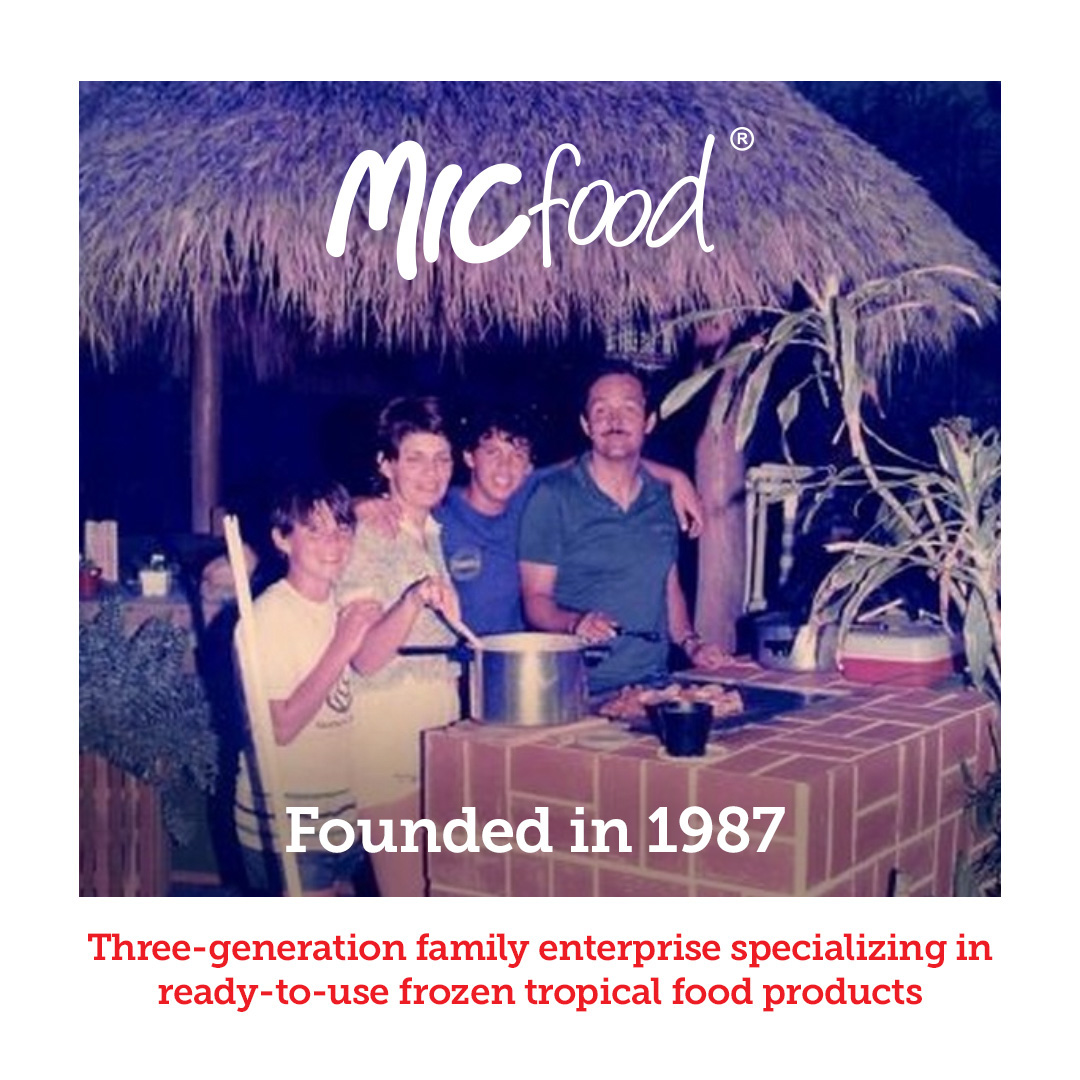 MICfood®
Founded in 1987
Three-generation family enterprise specializing in
ready-to-use frozen tropical food products